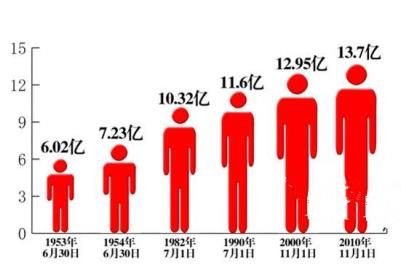 15
12
9
6
3
0
6.02亿
7.23亿
10.32亿
11.6亿
12.95亿
13.7亿
1953年
6月30日
1954年
6月30日
1982年
7月1日
1990年
7月1日
2000年
11月1日
2010年
11月1日